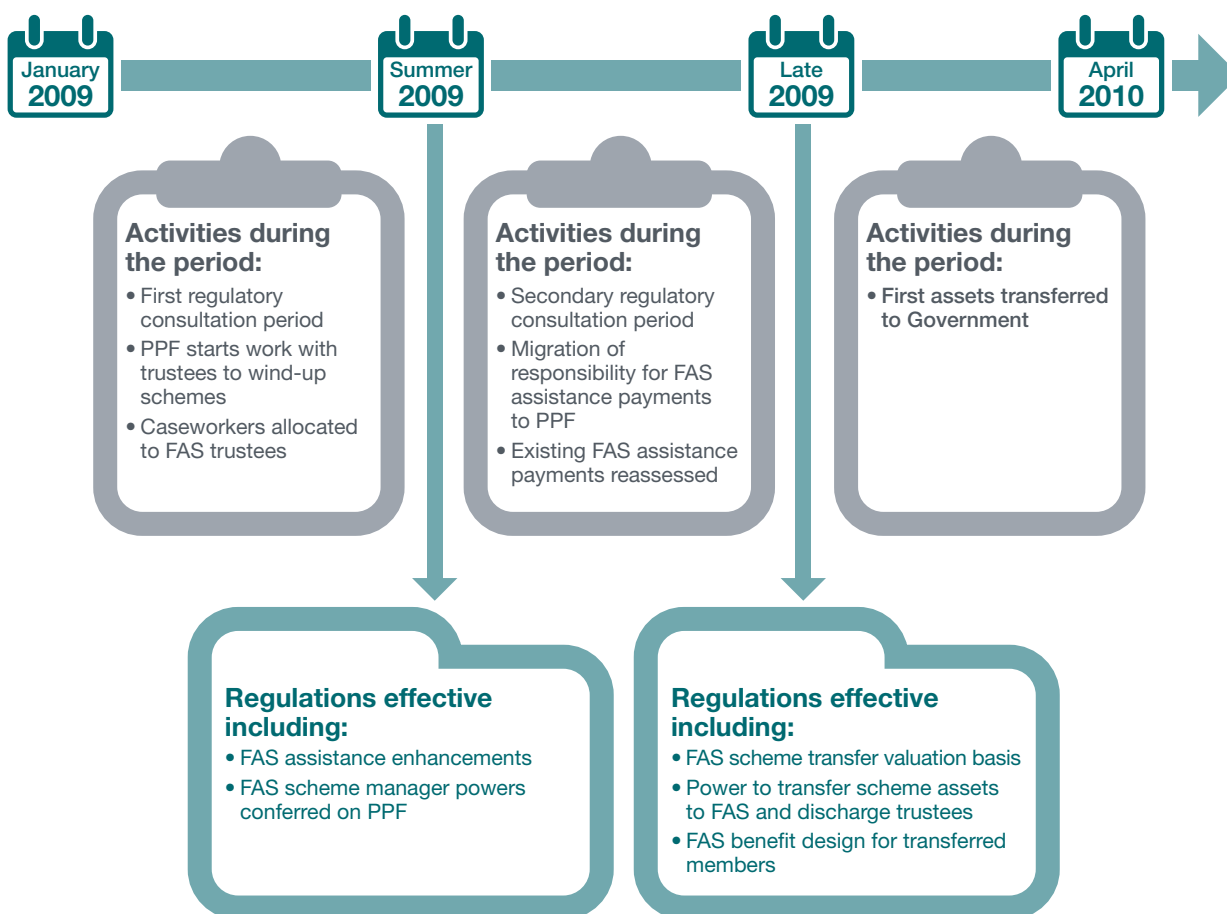 January
2009
Summer
2009
Late
2009
April
2010
Activities during
the period:
• First regulatory
consultation period
• PPF starts work with
trustees to wind-up
schemes
• Caseworkers allocated
to FAS trustees
Activities during
the period:
• Secondary regulatory
consultation period
• Migration of
responsibility for FAS
assistance payments
to PPF
• Existing FAS assistance
payments reassessed
Activities during
the period:
• First assets transferred
to Government
Regulations effective
including:
• FAS assistance enhancements
• FAS scheme manager powers
conferred on PPF
Regulations effective
including:
• FAS scheme transfer valuation basis
• Power to transfer scheme assets
to FAS and discharge trustees
• FAS benefit design for transferred
members